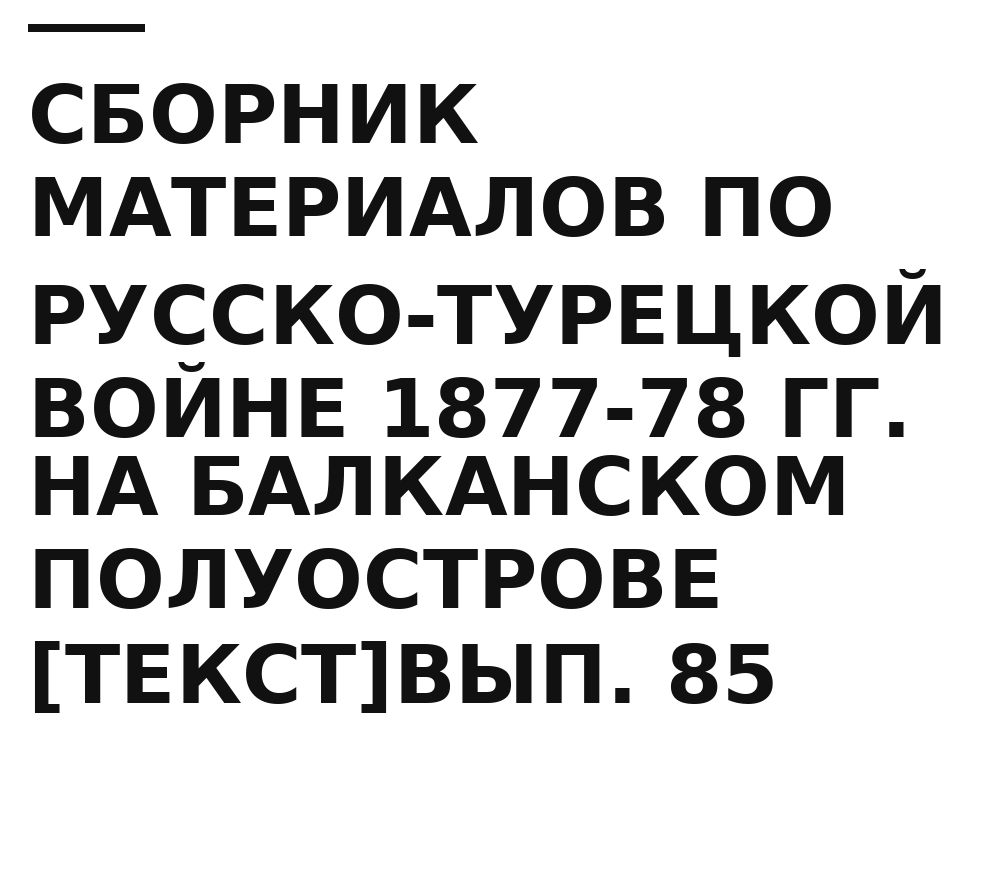 СБОРНИК
МАТЕРИАЛОВ ПО
РУССКО-ТУРЕЦКОЙ
ВОЙНЕ 1877-78 ГГ.
НА БАЛКАНСКОМ
ПОЛУОСТРОВЕ
[ТЕКСТ]ВЫП. 85